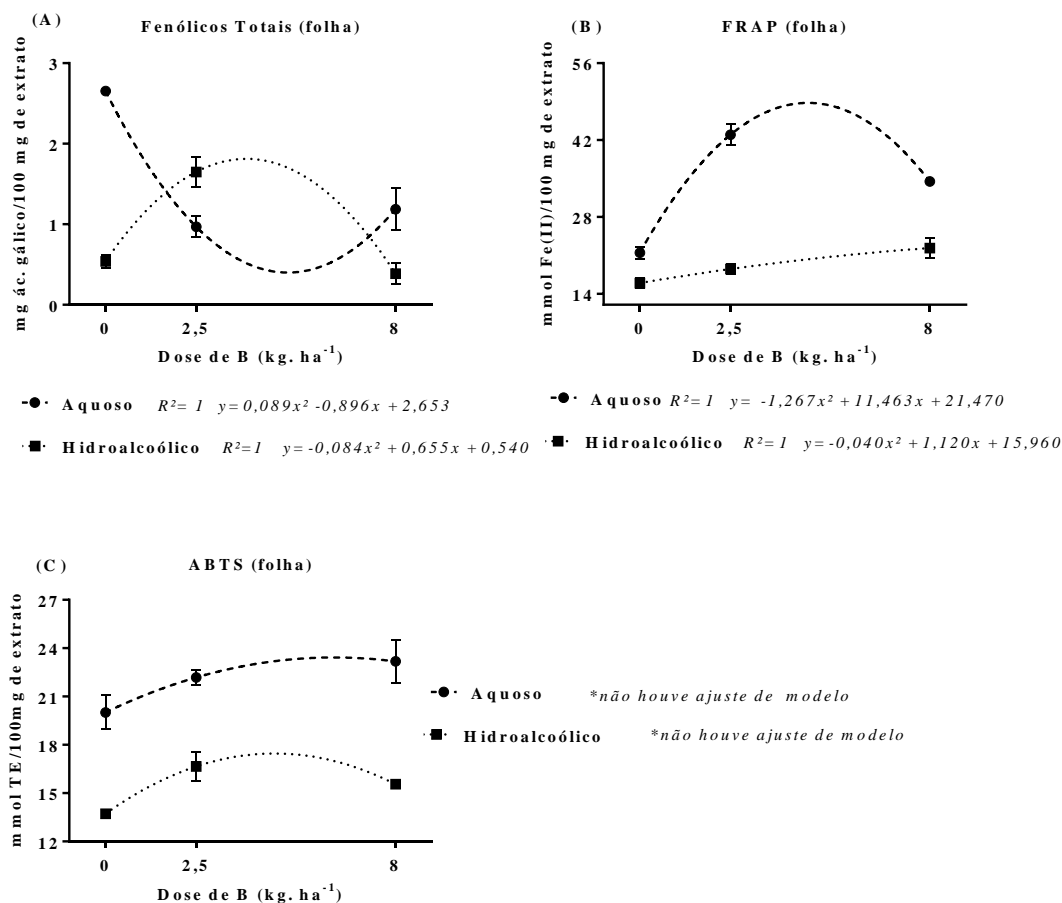 (A)
Fenólicos Totais (folha)
mg ác. gálico/100 mg de extrato
3
2
1
0
0 2,5 8
Dose de B (kg. ha⁻¹)
Aquoso R²= 1 y=0,089x² -0,896x + 2,653
Hidroalcoólico R²=1 y= -0,084x² + 0,655x + 0,540
(B)
FRAP (folha)
mmol Fe(II)/100 mg de extrato
56
42
28
14
0 2,5 8
Dose de B (kg. ha⁻¹)
Aquoso R²= 1 y= -1,267x² + 11,463x + 21,470
Hidroalcoólico R²=1 y=-0,040x² + 1,120x + 15,960
(C)
ABTS (folha)
mmol TE/100mg de extrato
27
24
21
18
15
12
0 2,5 8
Dose de B (kg. ha⁻¹)
Aquoso *não houve ajuste de modelo
Hidroalcoólico *não houve ajuste de modelo